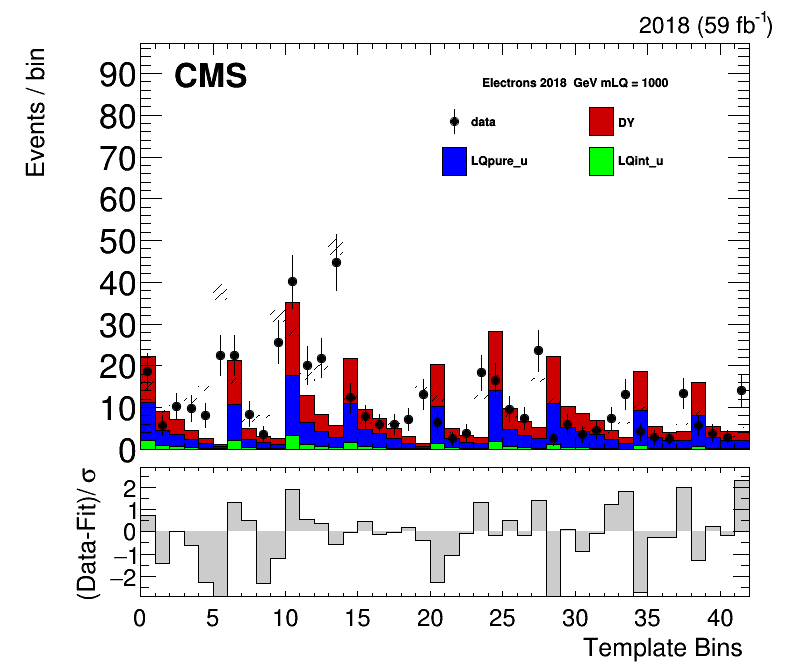 2018 (59 fb-1)
Events / bin
CMS
Electrons 2018 GeV mLQ = 1000
data
DY
LQpure_u
LQint_u
90
80
70
60
50
40
30
20
10
0
(Data-Fit)/ σ
2
1
0
−1
−2
0 5 10 15 20 25 30 35 40
Template Bins